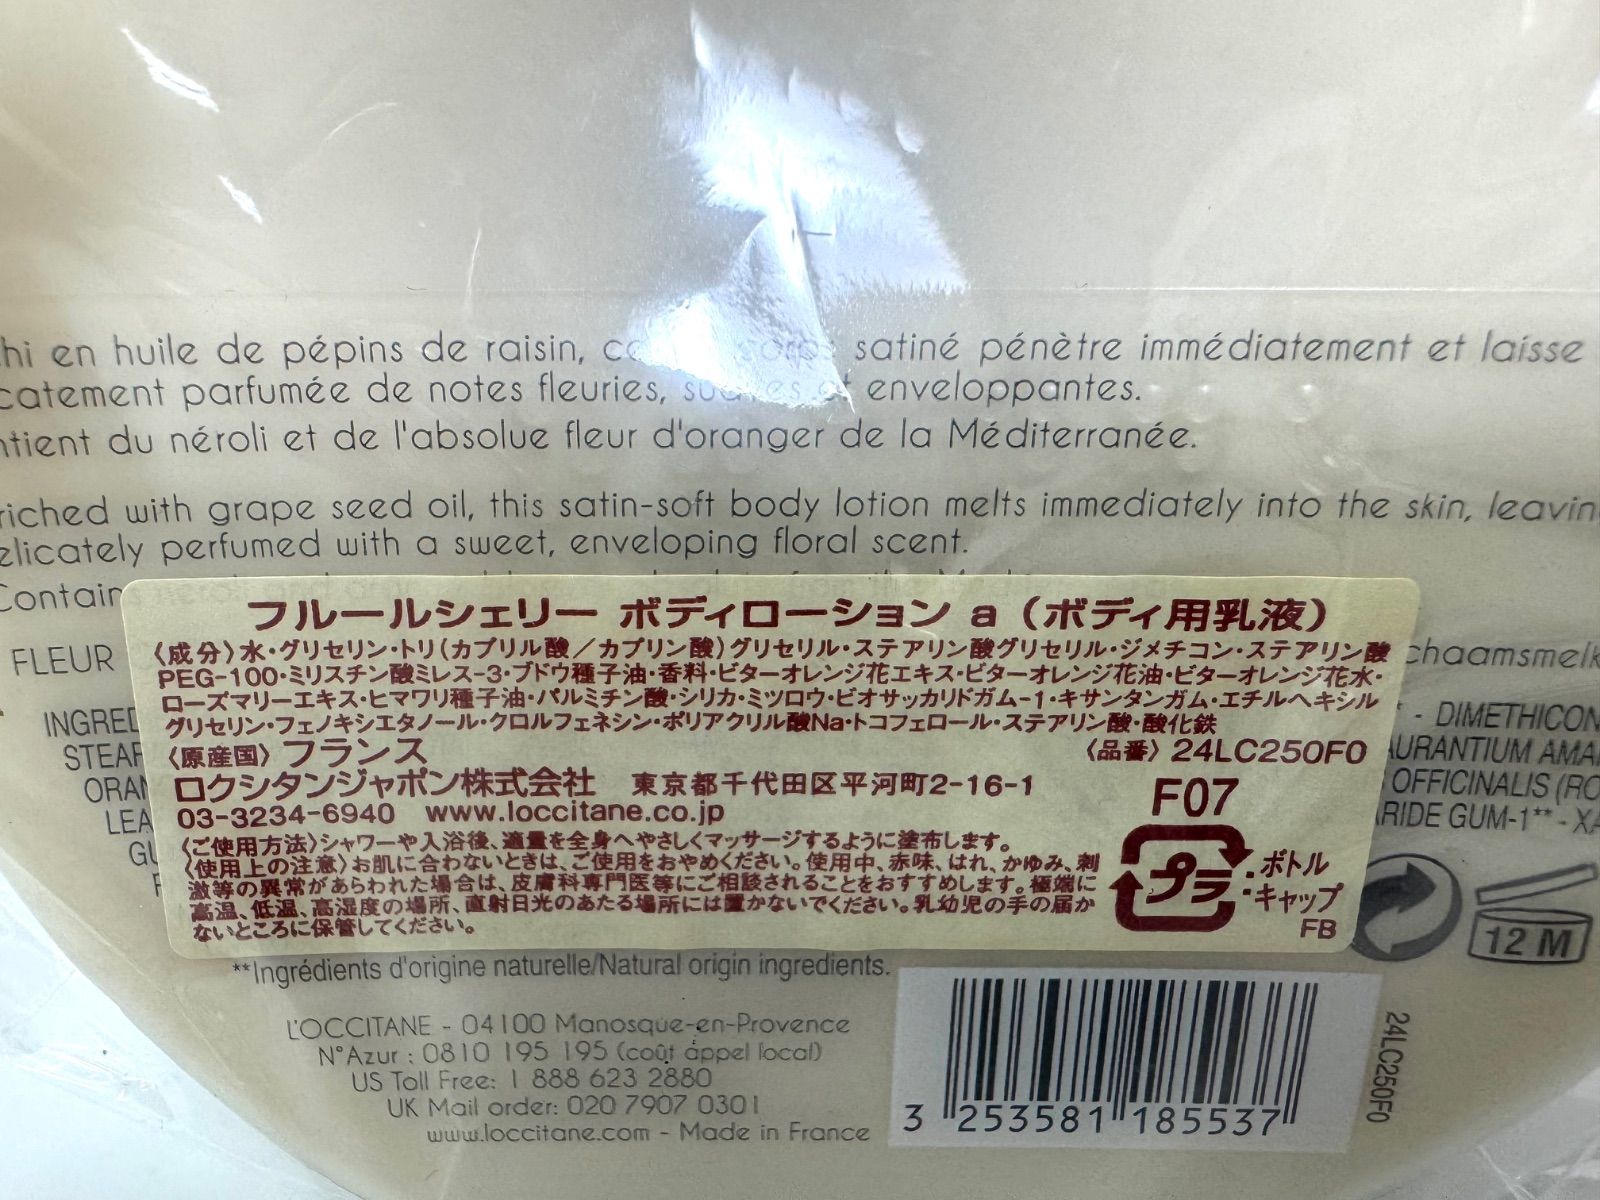 hi en huile de pépins de raisin, satiné pénètre immédiatement et laisse
catement parfumée de notes fleuries, enveloppantes.
ntient du néroli et de l'absolue fleur d'oranger de la Méditerranée.
riched with grape seed oil, this satin-soft body lotion melts immediately into the skin, leavin
elicately perfumed with a sweet, enveloping floral scent.
Contain
フルールシェリー ボディローション a（ボディ用乳液）
〈成分〉水・グリセリン・トリ(カプリル酸／カプリン酸)グリセリル・ステアリン酸グリセリル・ジメチコン・ステアリン酸
PEG-100・ミリスチン酸ミレス-3・ブドウ種子油・香料・ビターオレンジ花エキス・ビターオレンジ花油・ビターオレンジ花水・
ローズマリーエキス・ヒマワリ種子油・パルミチン酸・シリカ・ミツロウ・ビオサッカリドガム-1・キサンタンガム・エチルヘキシル
グリセリン・フェノキシエタノール・クロルフェネシン・ポリアクリル酸Na・トコフェロール・ステアリン酸・酸化鉄
〈原産国〉フランス 〈品番〉24LC250F0
ロクシタンジャポン株式会社 東京都千代田区平河町2-16-1
03-3234-6940 www.loccitane.co.jp
F07
〈ご使用方法〉シャワーや入浴後、適量を全身へやさしくマッサージするように塗布します。
〈使用上の注意〉お肌に合わないときは、ご使用をおやめください。使用中、赤味、はれ、かゆみ、刺
激等の異常があらわれた場合は、皮膚科専門医等にご相談されることをおすすめします。極端に
高温、低温、高湿度の場所、直射日光のあたる場所には置かないでください。乳幼児の手の届か
ないところに保管してください。
プラ
:ボトル
・キャップ
FB
FLEUR
chaamsmelk
INGRED
* - DIMETHICON
STEAR
AURANTIUM AMA
ORAN
OFFICINALIS (RO
LEA
RIDE GUM-1** - XA
GU
12 M
**Ingrédients d'origine naturelle/Natural origin ingredients.
L'OCCITANE - 04100 Manosque-en-Provence
N°Azur : 0810 195 195 (coût appel local)
US Toll Free: 1 888 623 2880
UK Mail order: 020 7907 0301
www.loccitane.com - Made in France
3 253581 185537
24LC250F0